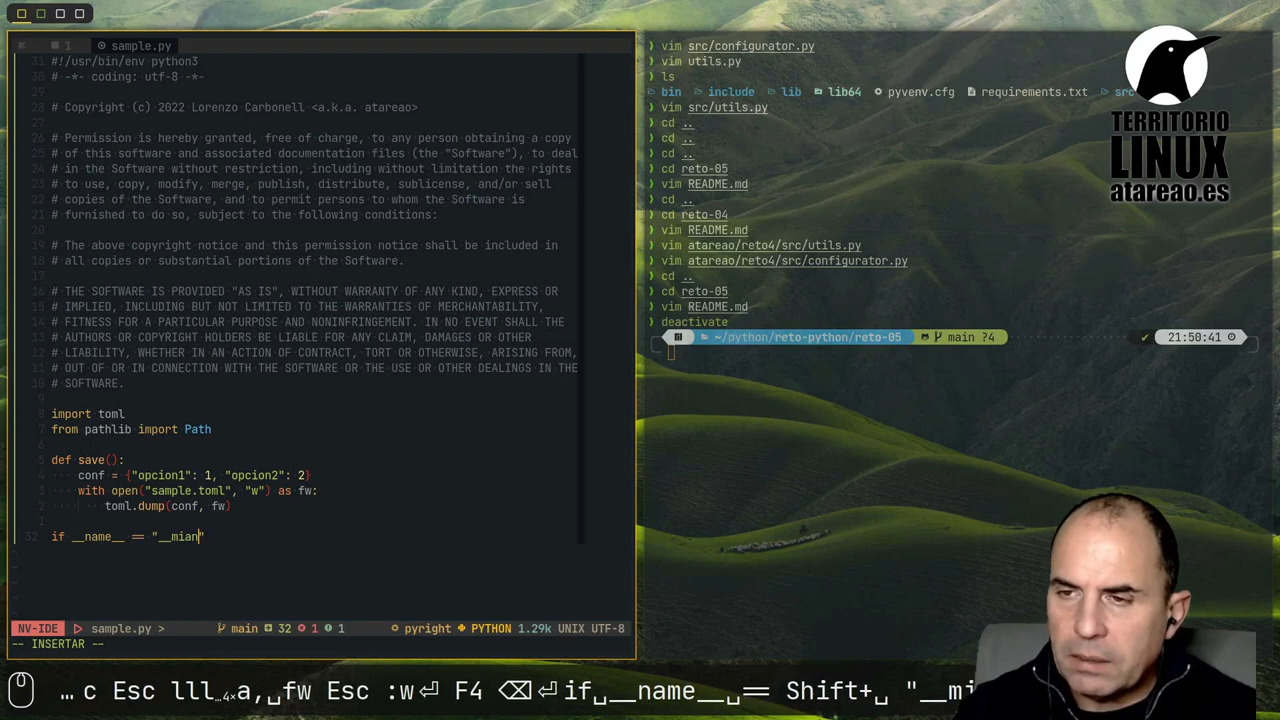 1 sample.py
31 #!/usr/bin/env python3
30 # -*- coding: utf-8 -*-
29
28 # Copyright (c) 2022 Lorenzo Carbonell <a.k.a. atareao>
27
26 # Permission is hereby granted, free of charge, to any person obtaining a copy
25 # of this software and associated documentation files (the "Software"), to deal
24 # in the Software without restriction, including without limitation the rights
23 # to use, copy, modify, merge, publish, distribute, sublicense, and/or sell
22 # copies of the Software, and to permit persons to whom the Software is
21 # furnished to do so, subject to the following conditions:
20
19 # The above copyright notice and this permission notice shall be included in
18 # all copies or substantial portions of the Software.
17
16 # THE SOFTWARE IS PROVIDED "AS IS", WITHOUT WARRANTY OF ANY KIND, EXPRESS OR
15 # IMPLIED, INCLUDING BUT NOT LIMITED TO THE WARRANTIES OF MERCHANTABILITY,
14 # FITNESS FOR A PARTICULAR PURPOSE AND NONINFRINGEMENT. IN NO EVENT SHALL THE
13 # AUTHORS OR COPYRIGHT HOLDERS BE LIABLE FOR ANY CLAIM, DAMAGES OR OTHER
12 # LIABILITY, WHETHER IN AN ACTION OF CONTRACT, TORT OR OTHERWISE, ARISING FROM,
11 # OUT OF OR IN CONNECTION WITH THE SOFTWARE OR THE USE OR OTHER DEALINGS IN THE
10 # SOFTWARE.
9
8 import toml
7 from pathlib import Path
6
5 def save():
4 conf = {"opcion1": 1, "opcion2": 2}
3 with open("sample.toml", "w") as fw:
2 toml.dump(conf, fw)
1
32 if __name__ == "__mian"
NV-IDE sample.py > main 32 1 1 pyright PYTHON 1.29k UNIX UTF-8
-- INSERTAR --
❯ vim src/configurator.py
❯ vim utils.py
❯ ls
bin include lib lib64 pyvenv.cfg requirements.txt src
❯ vim src/utils.py
❯ cd ..
❯ cd ..
❯ cd ..
❯ cd reto-05
❯ vim README.md
❯ cd ..
❯ cd reto-04
❯ vim README.md
❯ vim atareao/reto4/src/utils.py
❯ vim atareao/reto4/src/configurator.py
❯ cd ..
❯ cd reto-05
❯ vim README.md
❯ deactivate
~/python/reto-python/reto-05 main ?4 ✔ 21:50:41
TERRITORIO
LINUX
atareao.es
… c Esc lll…4×a,␣fw Esc :w⏎ F4 ⌫⏎if␣__name__␣== Shift+␣ "__mi